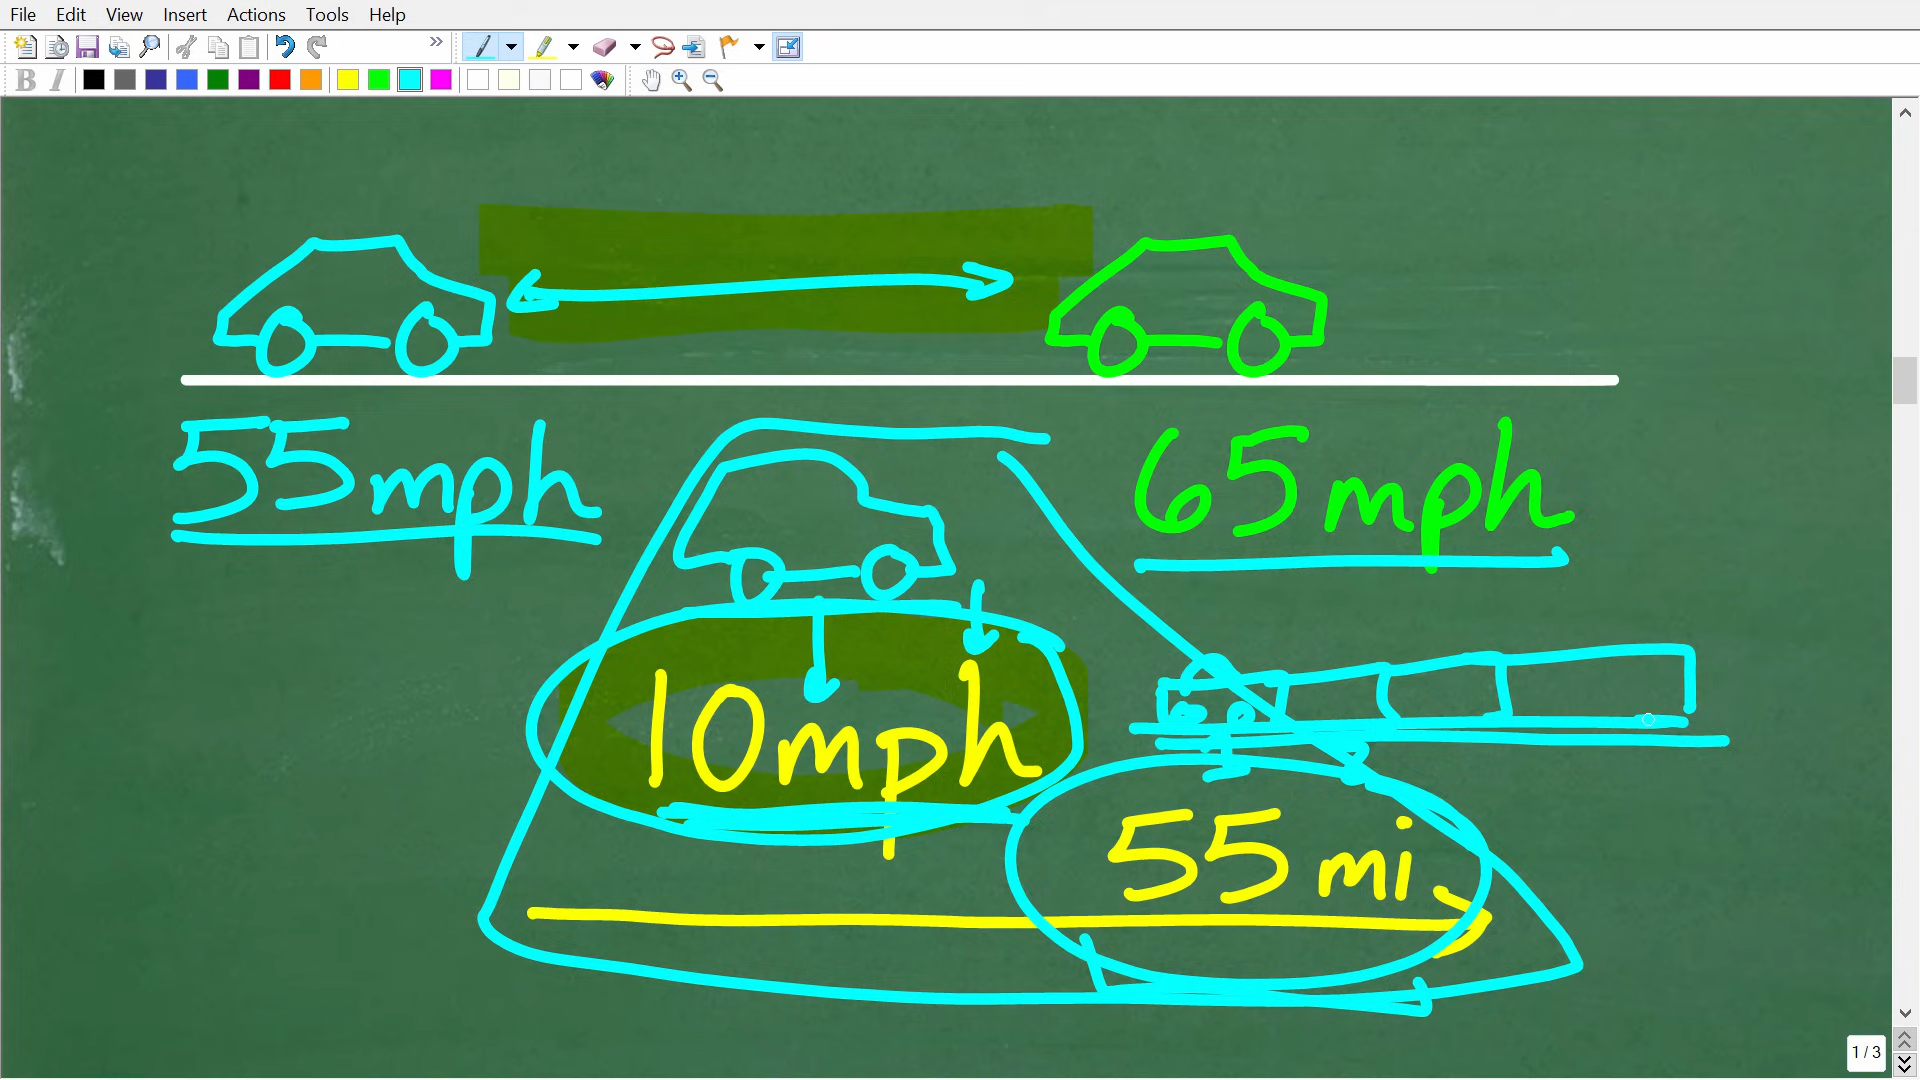 File Edit View Insert Actions Tools Help
B I
55mph
65mph
10mph
55 mi
1 / 3